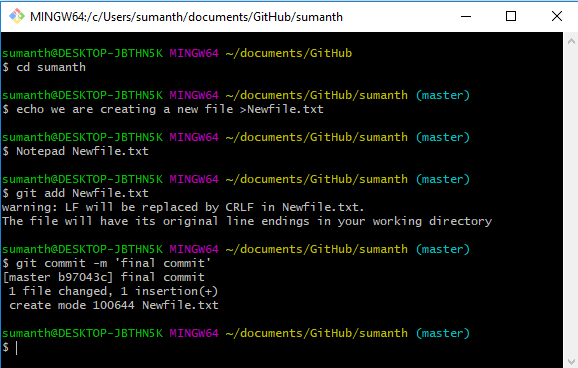 MINGW64:/c/Users/sumanth/documents/GitHub/sumanth
sumanth@DESKTOP-JBTHN5K MINGW64 ~/documents/GitHub
$ cd sumanth
sumanth@DESKTOP-JBTHN5K MINGW64 ~/documents/GitHub/sumanth (master)
$ echo we are creating a new file >Newfile.txt
sumanth@DESKTOP-JBTHN5K MINGW64 ~/documents/GitHub/sumanth (master)
$ Notepad Newfile.txt
sumanth@DESKTOP-JBTHN5K MINGW64 ~/documents/GitHub/sumanth (master)
$ git add Newfile.txt
warning: LF will be replaced by CRLF in Newfile.txt.
The file will have its original line endings in your working directory
sumanth@DESKTOP-JBTHN5K MINGW64 ~/documents/GitHub/sumanth (master)
$ git commit -m 'final commit'
[master b97043c] final commit
 1 file changed, 1 insertion(+)
 create mode 100644 Newfile.txt
sumanth@DESKTOP-JBTHN5K MINGW64 ~/documents/GitHub/sumanth (master)
$